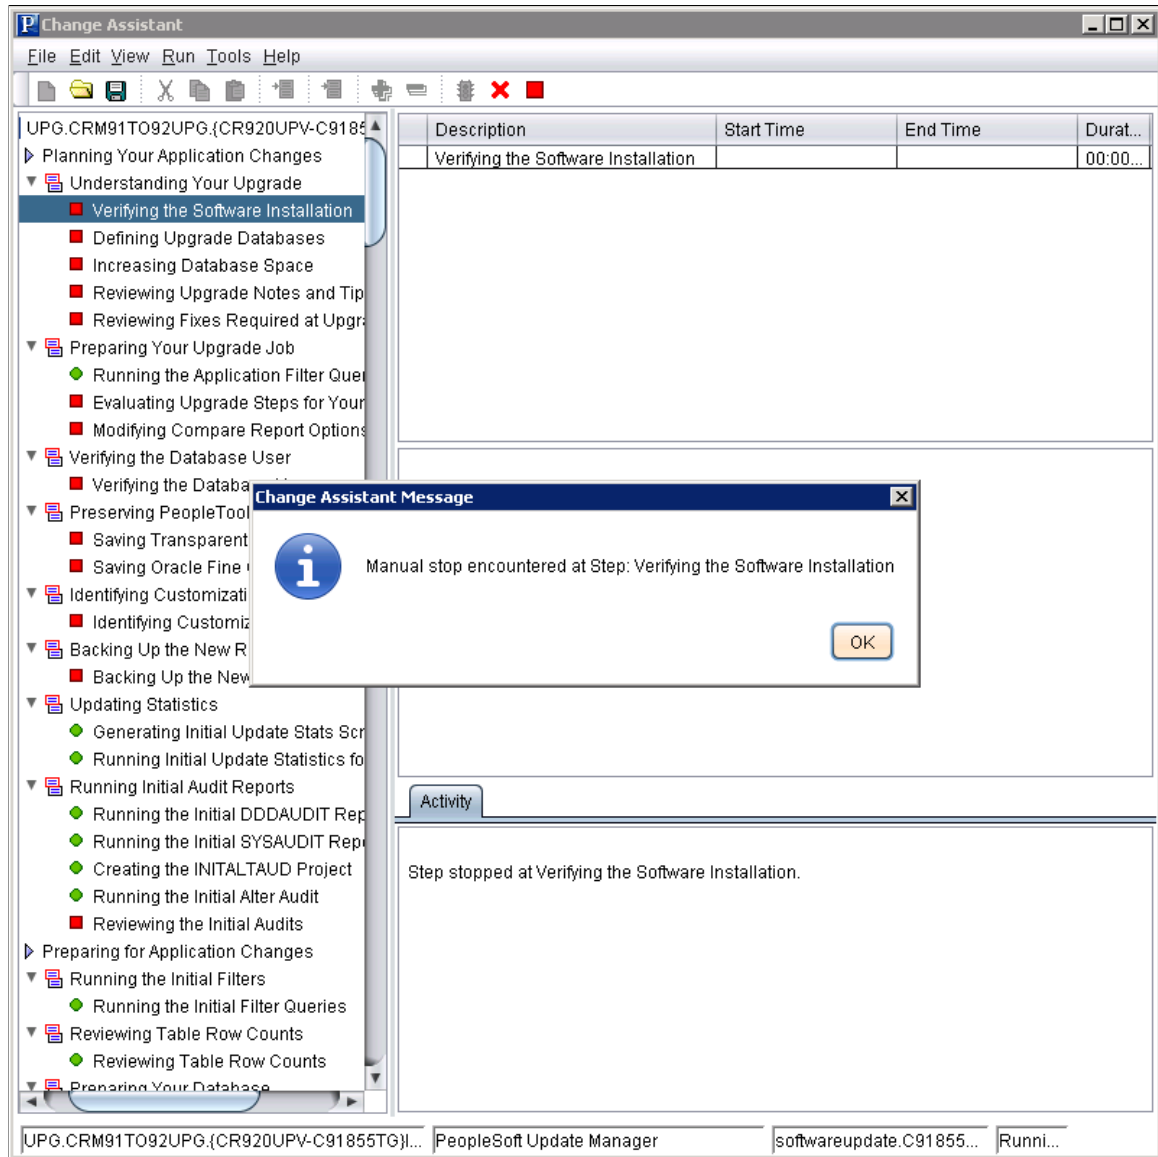 Change Assistant
File Edit View Run Tools Help
UPG.CRM91TO92UPG.{CR920UPV-C9185
Planning Your Application Changes
Understanding Your Upgrade
Verifying the Software Installation
Defining Upgrade Databases
Increasing Database Space
Reviewing Upgrade Notes and Tip
Reviewing Fixes Required at Upgra
Preparing Your Upgrade Job
Running the Application Filter Quer
Evaluating Upgrade Steps for Your
Modifying Compare Report Options
Verifying the Database User
Verifying the Databa
Preserving PeopleTool
Saving Transparent
Saving Oracle Fine
Identifying Customizati
Identifying Customiz
Backing Up the New R
Backing Up the New
Updating Statistics
Generating Initial Update Stats Scr
Running Initial Update Statistics fo
Running Initial Audit Reports
Running the Initial DDDAUDIT Rep
Running the Initial SYSAUDIT Repo
Creating the INITALTAUD Project
Running the Initial Alter Audit
Reviewing the Initial Audits
Preparing for Application Changes
Running the Initial Filters
Running the Initial Filter Queries
Reviewing Table Row Counts
Reviewing Table Row Counts
Preparing Your Database
Description Start Time End Time Durat...
Verifying the Software Installation 00:00...
Change Assistant Message
Manual stop encountered at Step: Verifying the Software Installation
OK
Activity
Step stopped at Verifying the Software Installation.
UPG.CRM91TO92UPG.{CR920UPV-C91855TG}I... PeopleSoft Update Manager softwareupdate.C91855... Runni...